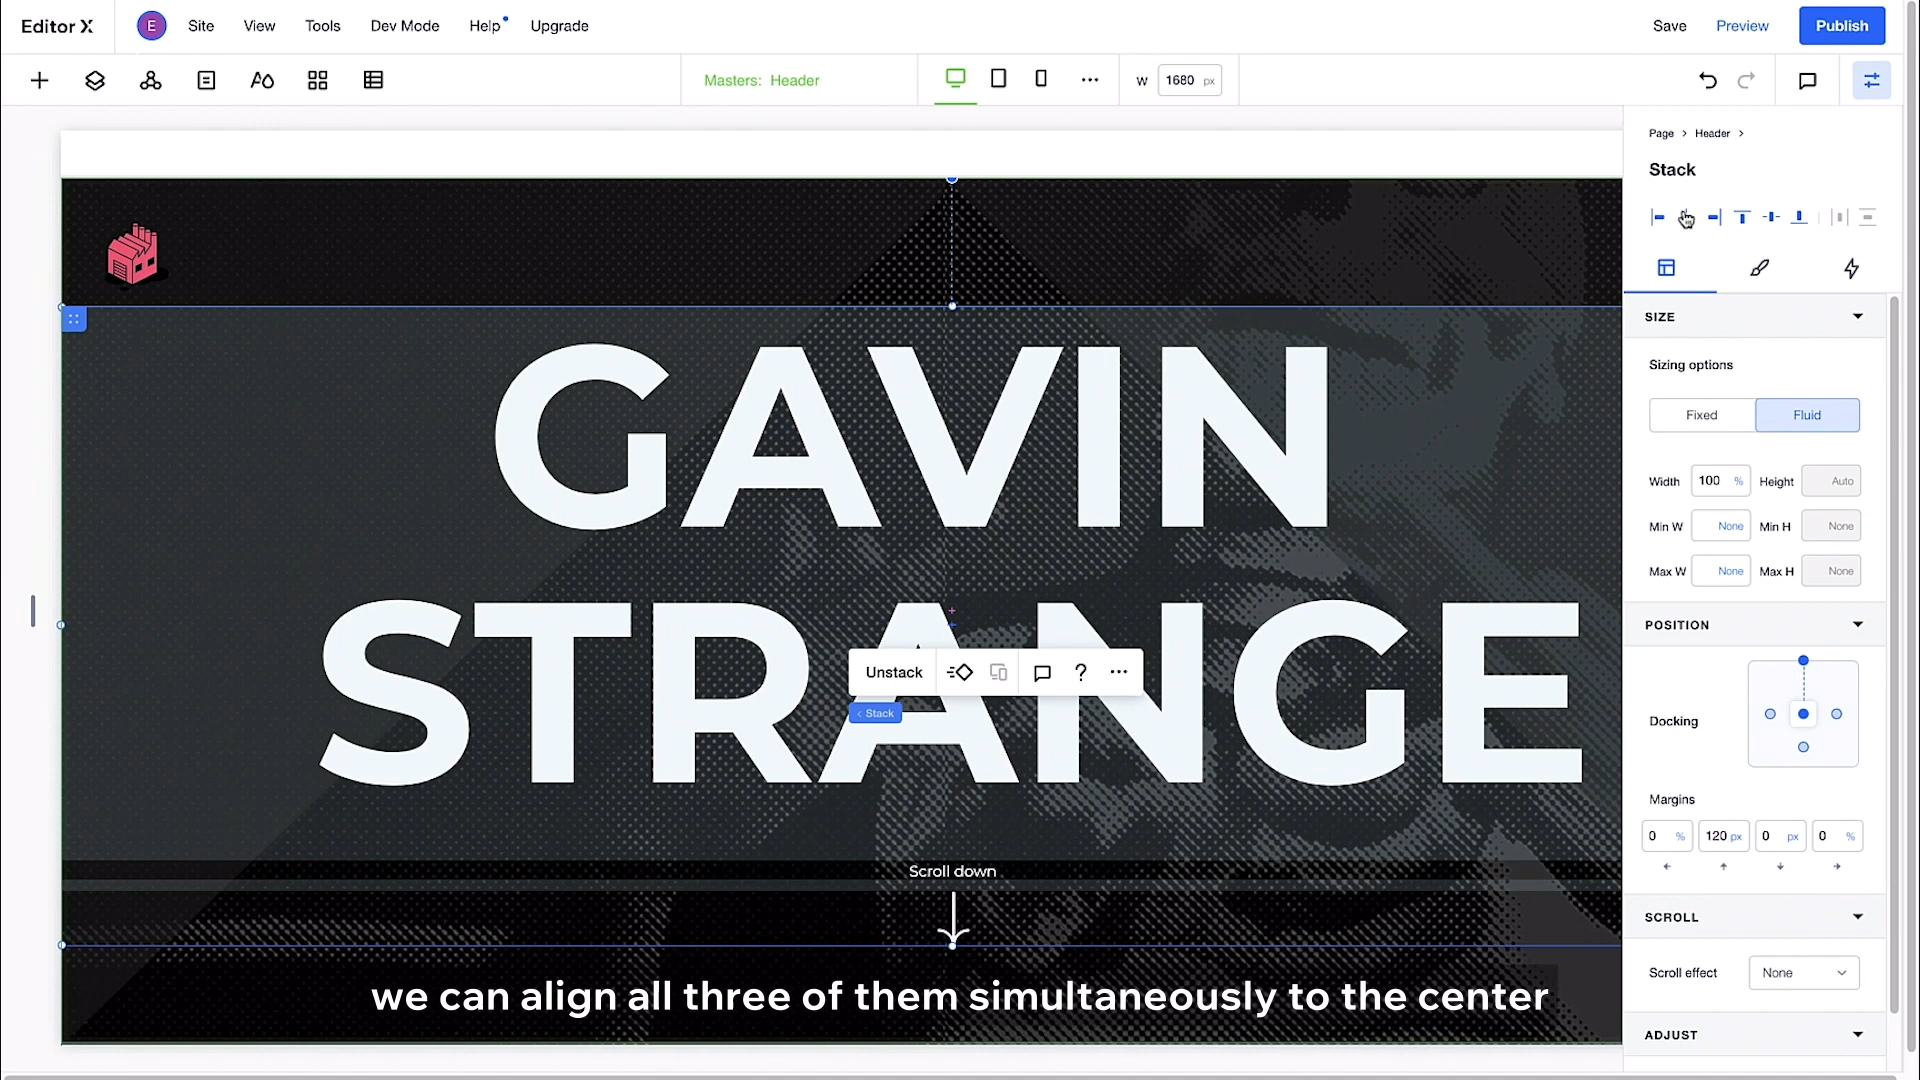 Editor X
E
Site
View
Tools
Dev Mode
Help
Upgrade
Save
Preview
Publish
Masters: Header
W
1680 px
Page > Header >
Stack
SIZE
Sizing options
Fixed
Fluid
Width 100 % Height Auto
Min W None Min H None
Max W None Max H None
POSITION
Docking
Margins
0 % 120 px 0 px 0 %
SCROLL
Scroll effect None
ADJUST
GAVIN
STRANGE
Unstack
?
< Stack
Scroll down
we can align all three of them simultaneously to the center